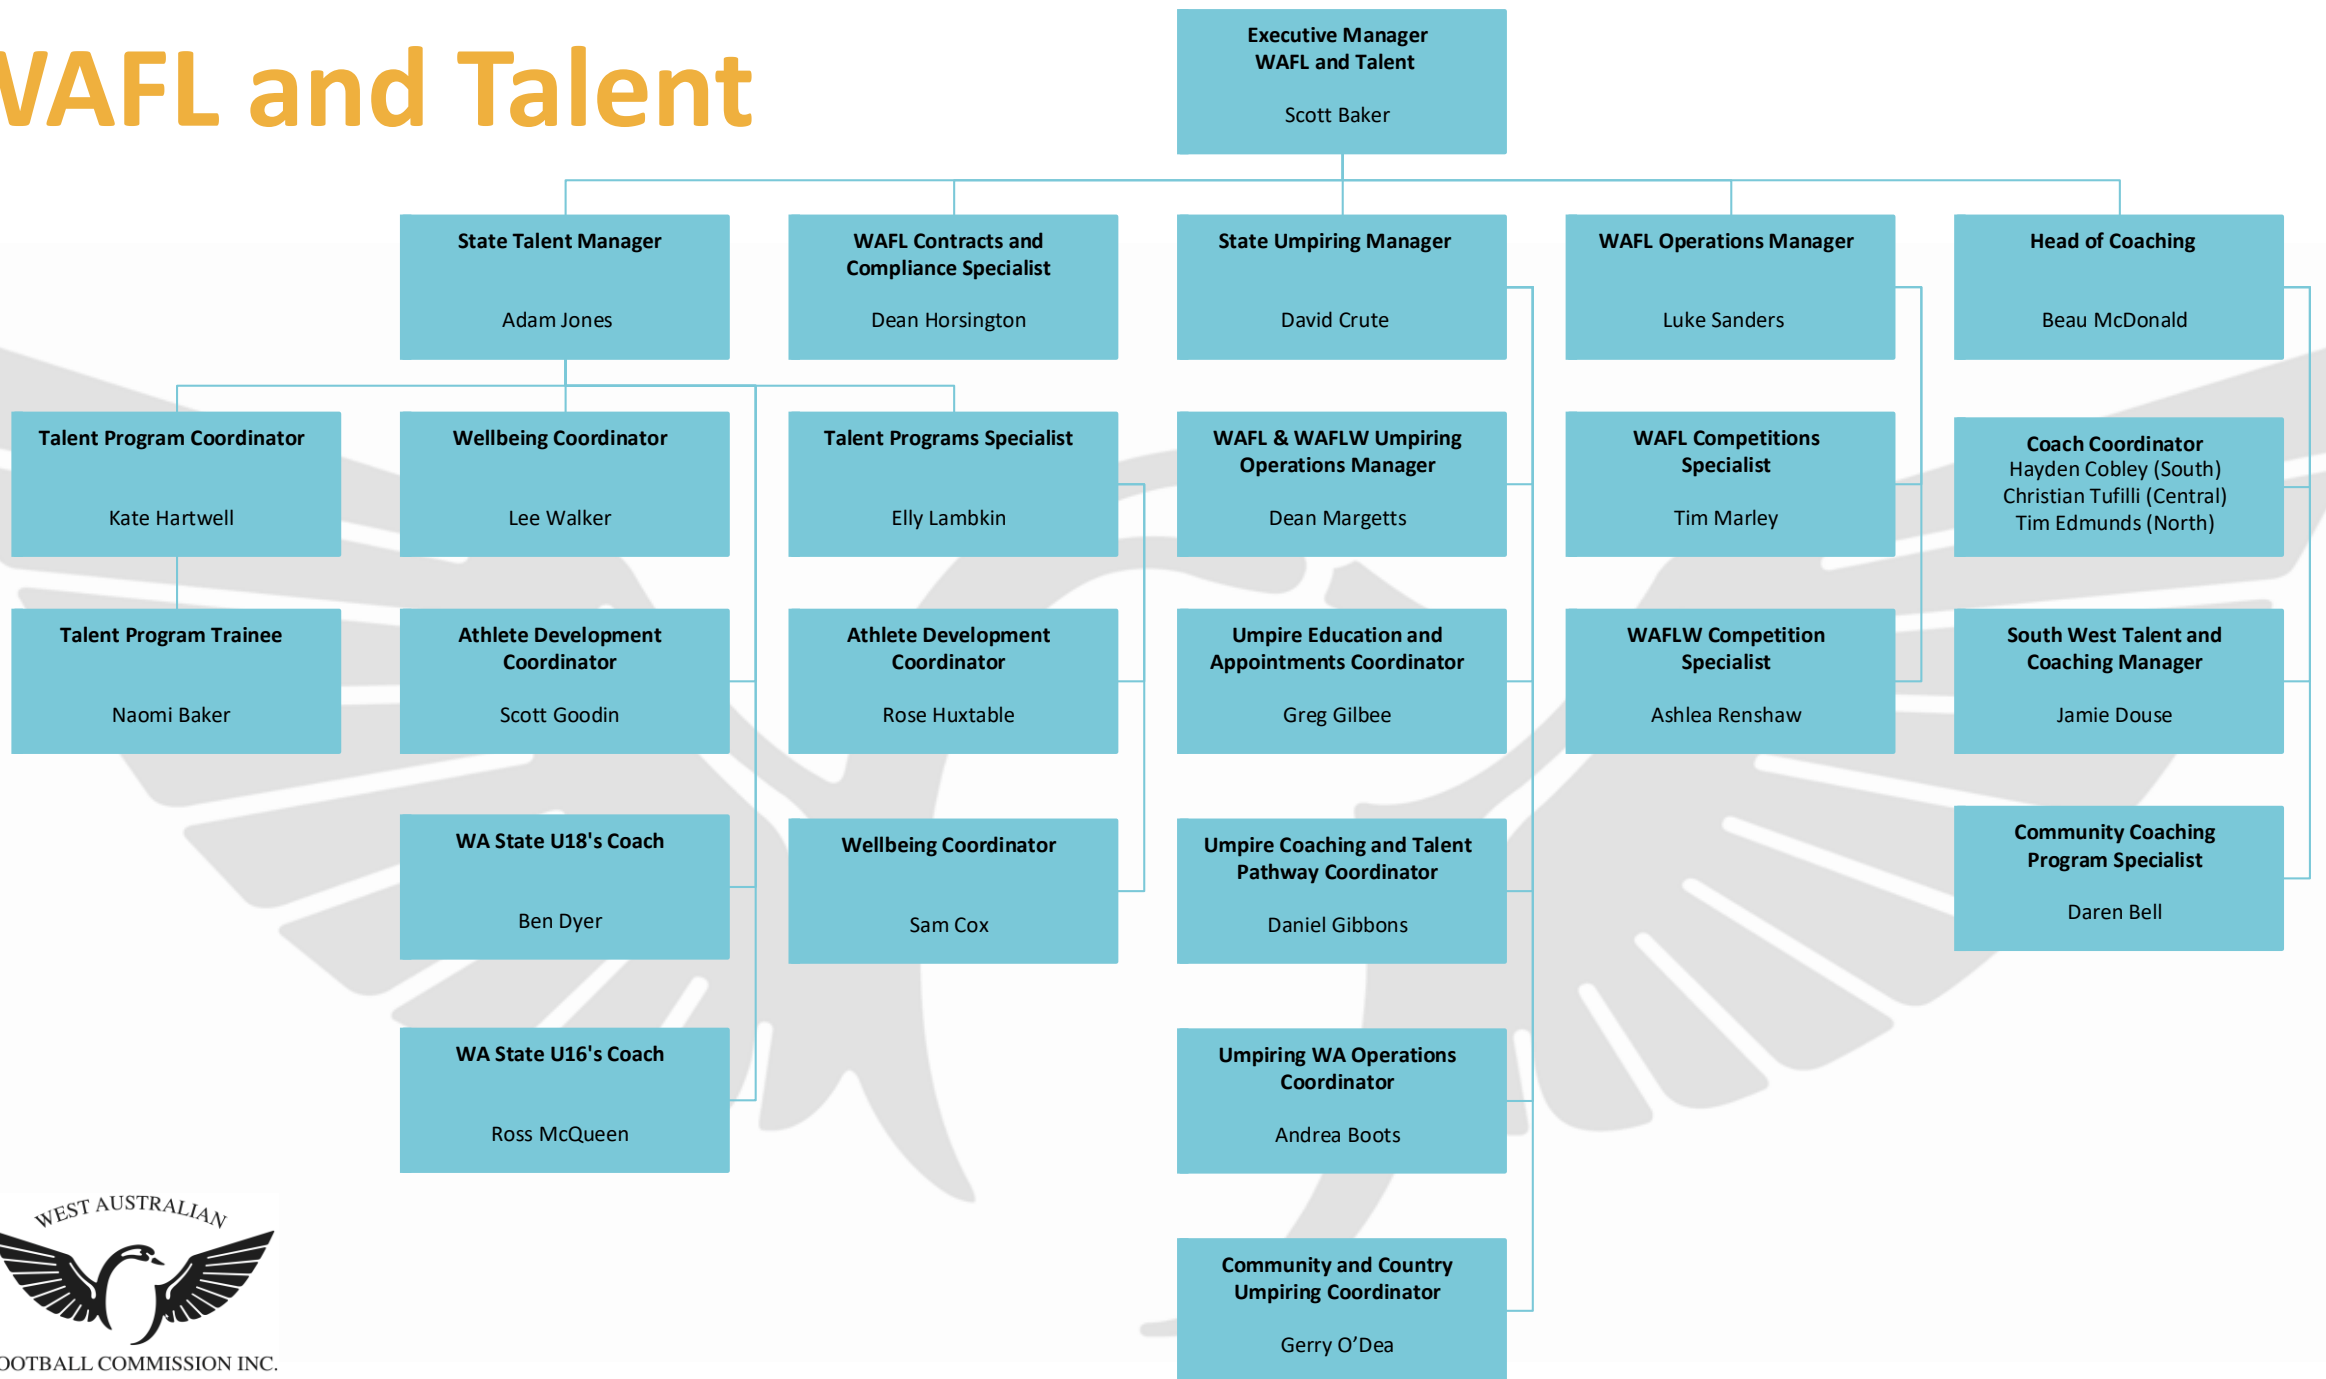 WAFL and Talent
Executive Manager
WAFL and Talent
Scott Baker
State Talent Manager
Adam Jones
WAFL Contracts and
Compliance Specialist
Dean Horsington
State Umpiring Manager
David Crute
WAFL Operations Manager
Luke Sanders
Head of Coaching
Beau McDonald
Talent Program Coordinator
Kate Hartwell
Wellbeing Coordinator
Lee Walker
Talent Programs Specialist
Elly Lambkin
WAFL & WAFLW Umpiring
Operations Manager
Dean Margetts
WAFL Competitions
Specialist
Tim Marley
Coach Coordinator
Hayden Cobley (South)
Christian Tufilli (Central)
Tim Edmunds (North)
Talent Program Trainee
Naomi Baker
Athlete Development
Coordinator
Scott Goodin
Athlete Development
Coordinator
Rose Huxtable
Umpire Education and
Appointments Coordinator
Greg Gilbee
WAFLW Competition
Specialist
Ashlea Renshaw
South West Talent and
Coaching Manager
Jamie Douse
WA State U18's Coach
Ben Dyer
Wellbeing Coordinator
Sam Cox
Umpire Coaching and Talent
Pathway Coordinator
Daniel Gibbons
Community Coaching
Program Specialist
Daren Bell
WA State U16's Coach
Ross McQueen
Umpiring WA Operations
Coordinator
Andrea Boots
Community and Country
Umpiring Coordinator
Gerry O’Dea
WEST AUSTRALIAN
OOTBALL COMMISSION INC.